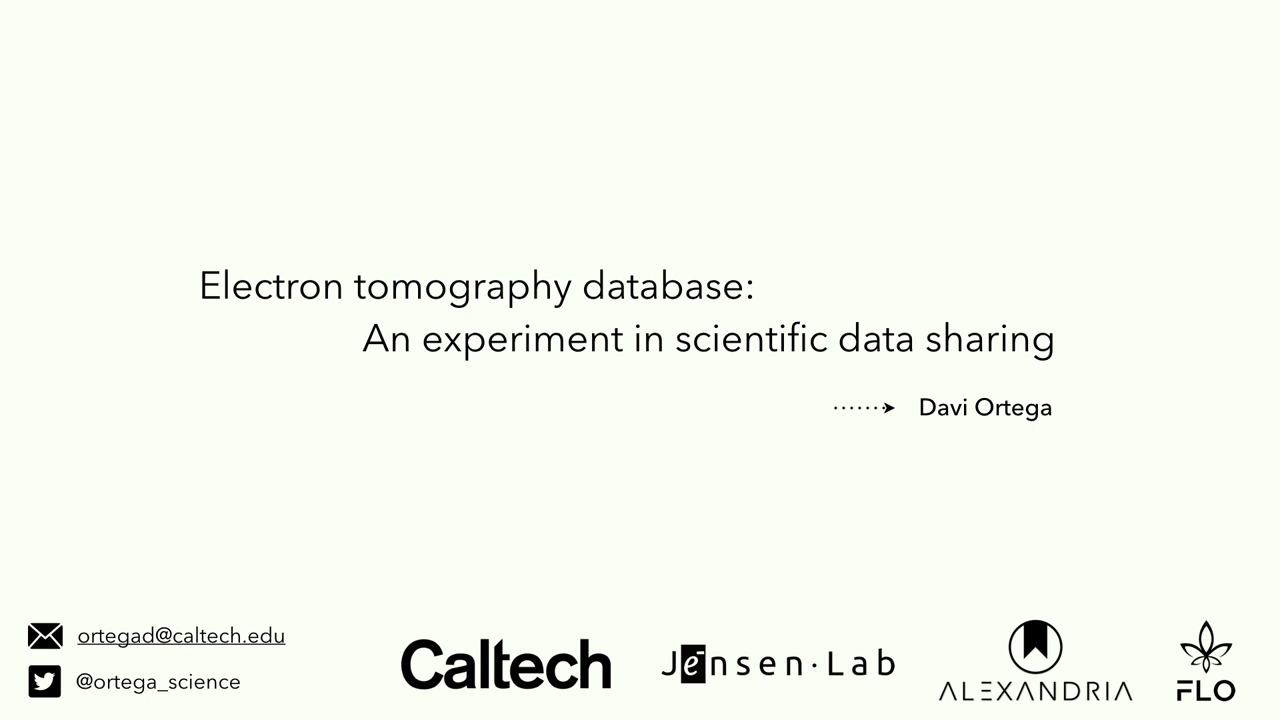 Electron tomography database:
An experiment in scientific data sharing
Davi Ortega
ortegad@caltech.edu
@ortega_science
Caltech
Jensen·Lab
ALEXANDRIA
FLO